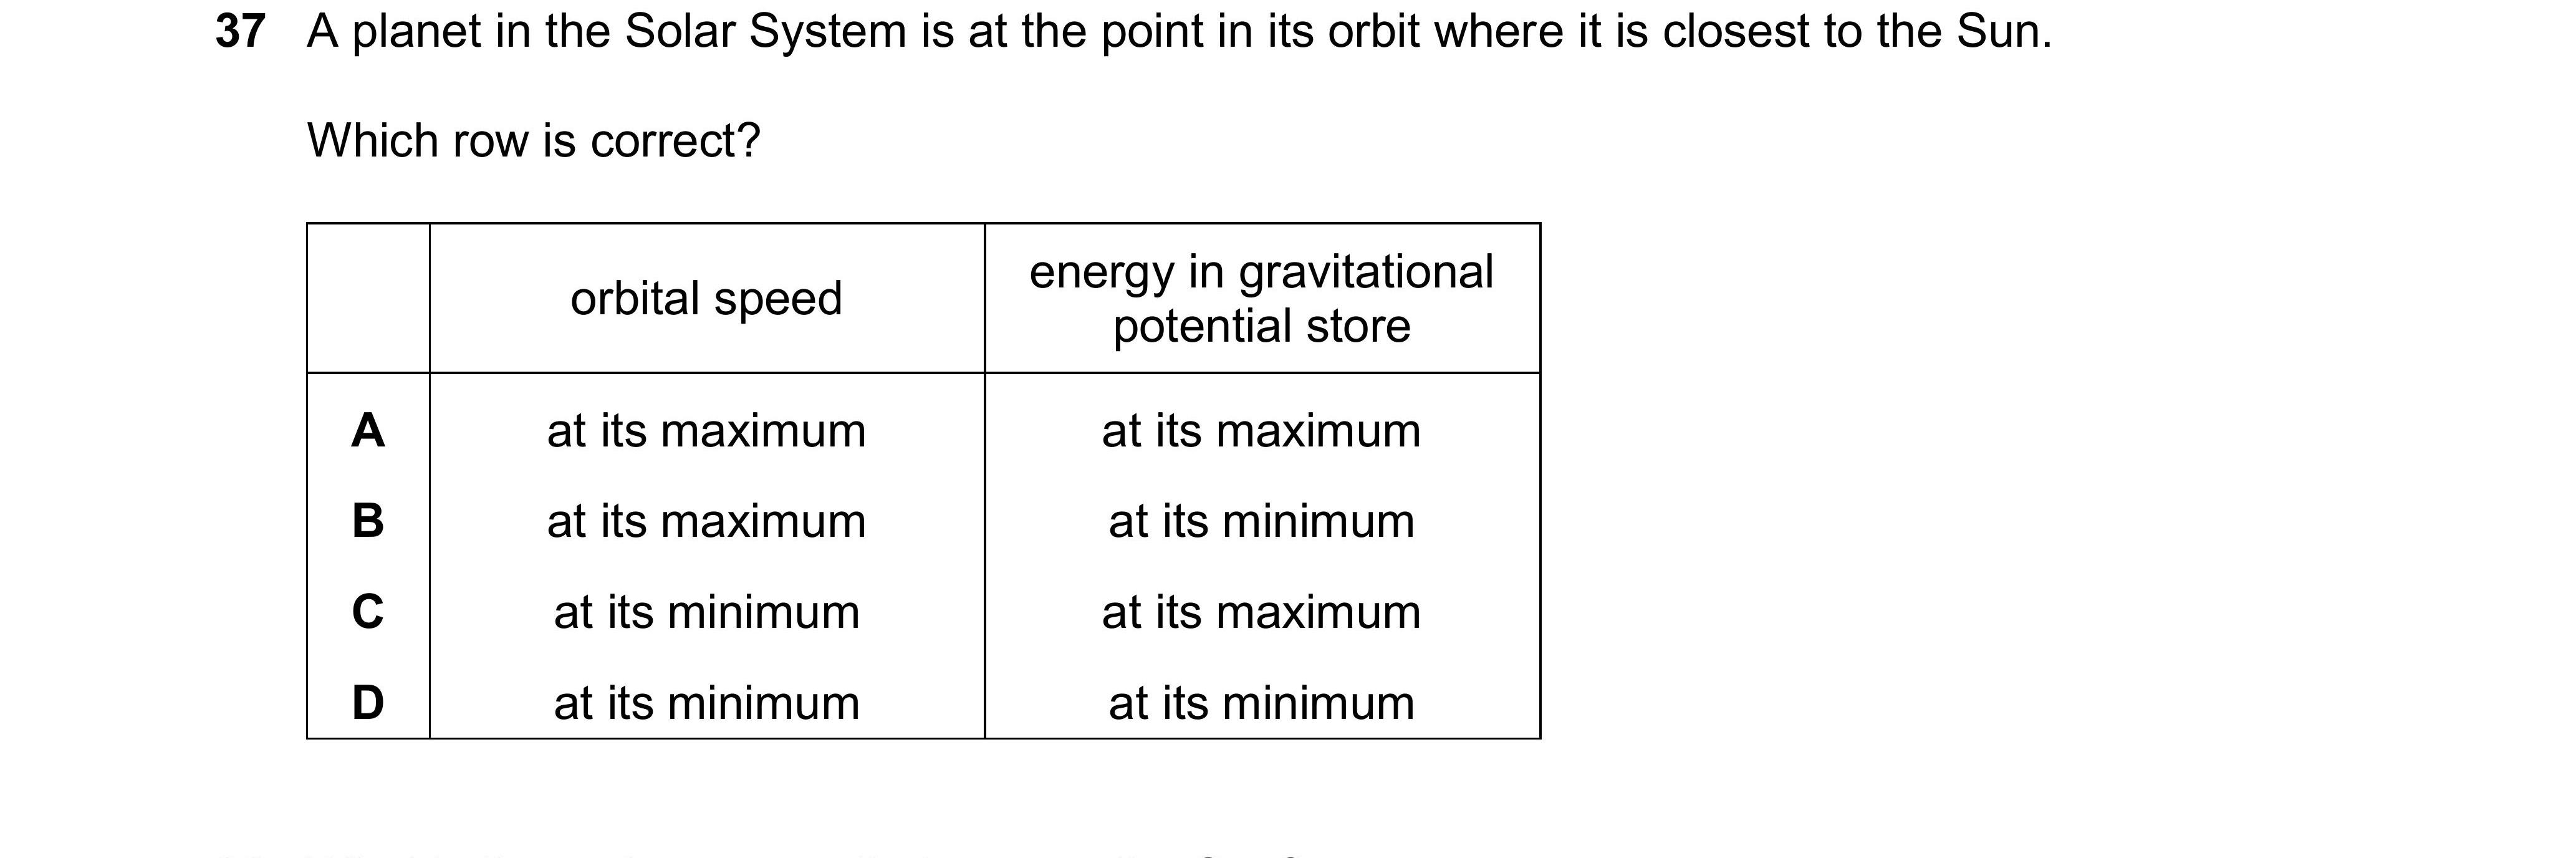 37 A planet in the Solar System is at the point in its orbit where it is closest to the Sun.
Which row is correct?
orbital speed
energy in gravitational
potential store
A at its maximum at its maximum
B at its maximum at its minimum
C at its minimum at its maximum
D at its minimum at its minimum